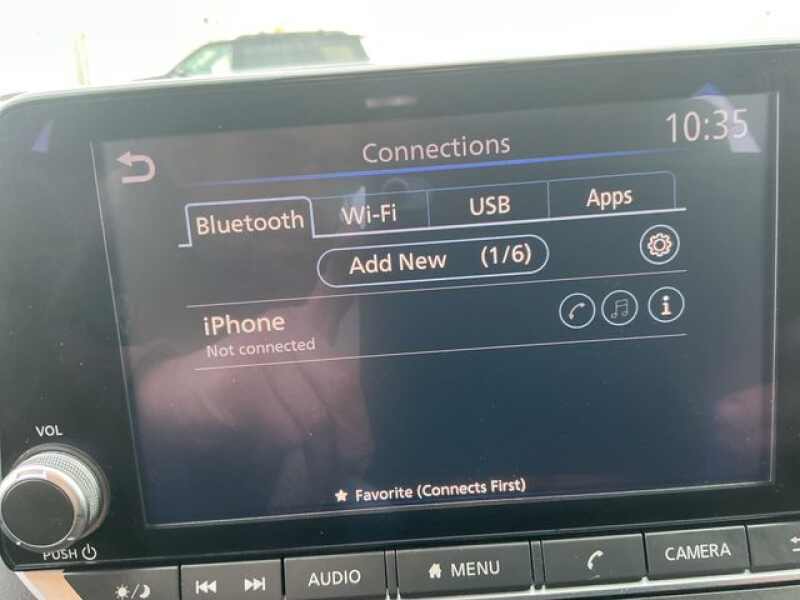 Connections 10:35
Bluetooth Wi-Fi USB Apps
Add New (1/6)
iPhone
Not connected
Favorite (Connects First)
VOL
PUSH
AUDIO MENU CAMERA